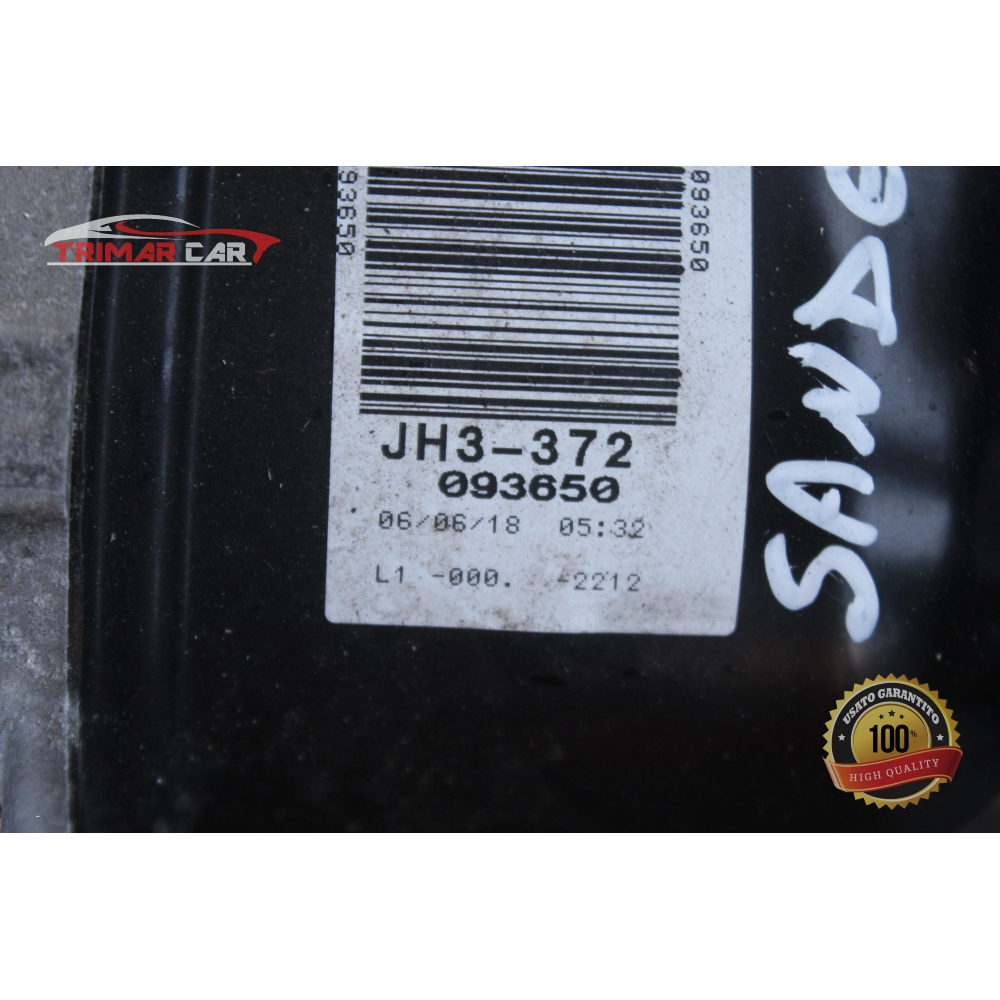 TRIMAR CAR
93650
093650
JH3-372
093650
06/06/18 05:32
L1 -000. -2212
SAND
USATO GARANTITO
100%
HIGH QUALITY